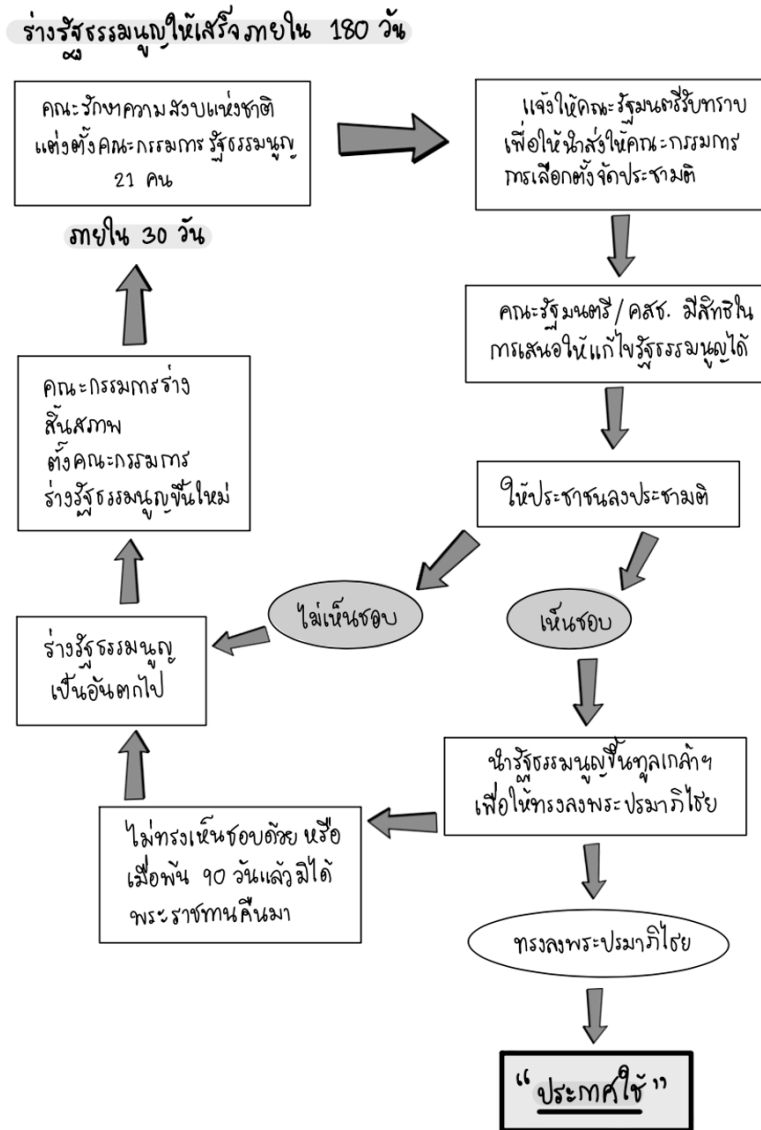 ร่างรัฐธรรมนูญให้เสร็จภายใน 180 วัน
คณะรักษาความสงบแห่งชาติ
แต่งตั้งคณะกรรมการรัฐธรรมนูญ
21 คน
ภายใน 30 วัน
แจ้งให้คณะรัฐมนตรีรับทราบ
เพื่อให้นำส่งให้คณะกรรมการ
การเลือกตั้งจัดประชามติ
คณะรัฐมนตรี/คสช. มีสิทธิใน
การเสนอให้แก้ไขรัฐธรรมนูญได้
ให้ประชาชนลงประชามติ
ไม่เห็นชอบ
เห็นชอบ
คณะกรรมการร่าง
สิ้นสภาพ
ตั้งคณะกรรมการ
ร่างรัฐธรรมนูญขึ้นใหม่
ร่างรัฐธรรมนูญ
เป็นอันตกไป
นำรัฐธรรมนูญขึ้นทูลเกล้าฯ
เพื่อให้ทรงลงพระปรมาภิไธย
ไม่ทรงเห็นชอบด้วย หรือ
เมื่อพ้น 90 วันแล้วมิได้
พระราชทานคืนมา
ทรงลงพระปรมาภิไธย
“ประกาศใช้”